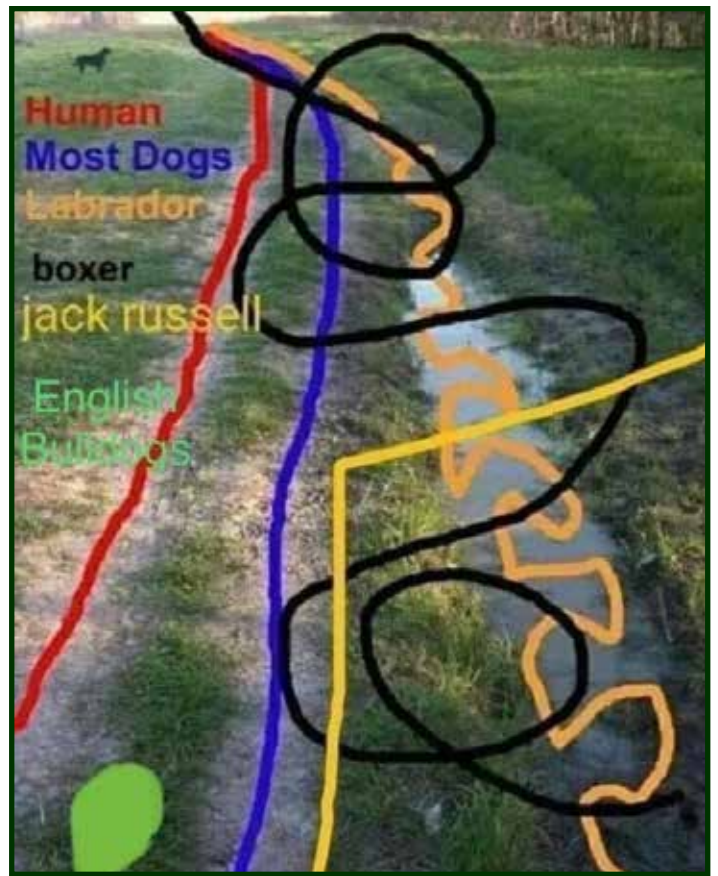 Human
Most Dogs
Labrador
boxer
jack russell
English
Bulldogs